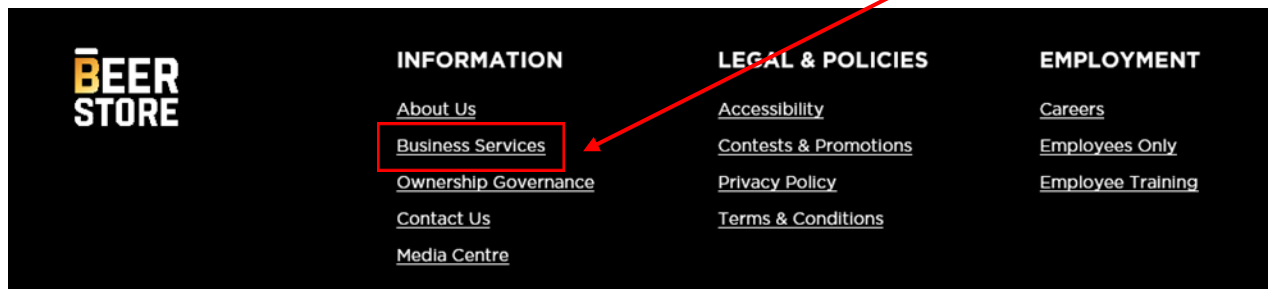 BEER
STORE
INFORMATION
About Us
Business Services
Ownership Governance
Contact Us
Media Centre
LEGAL & POLICIES
Accessibility
Contests & Promotions
Privacy Policy
Terms & Conditions
EMPLOYMENT
Careers
Employees Only
Employee Training